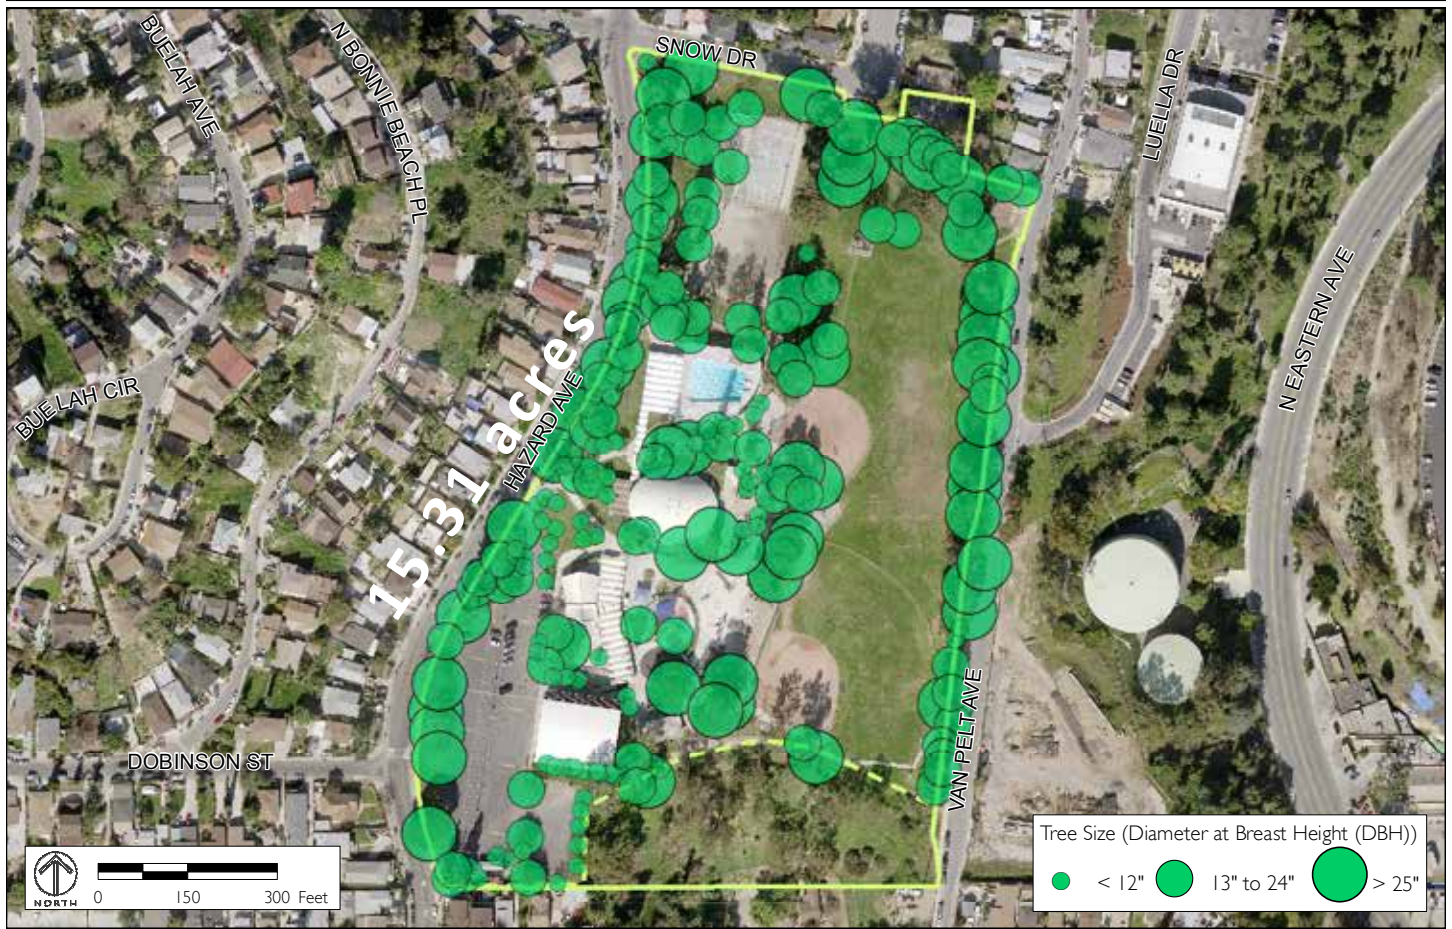 SNOW DR
BUELAH AVE
N BONNIE BEACH PL
LUELLA DR
N EASTERN AVE
BUE LAH CIR
HAZARD AVE
15.31 acres
VAN PELT AVE
DOBINSON ST
Tree Size (Diameter at Breast Height (DBH))
< 12" 13" to 24" > 25"
NORTH
0 150 300 Feet